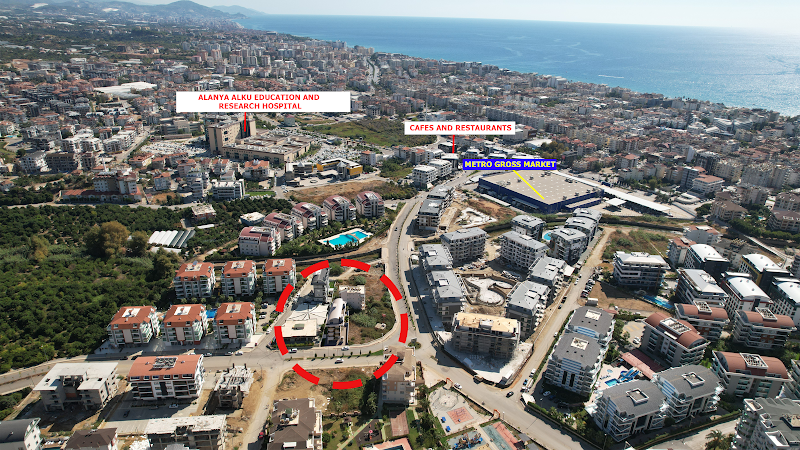 ALANYA ALKU EDUCATION AND
RESEARCH HOSPITAL
CAFES AND RESTAURANTS
METRO GROSS MARKET